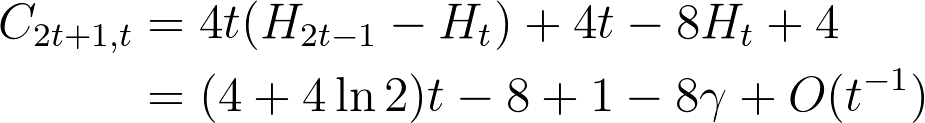 C_{2t+1,t} = 4t(H_{2t−1} − H_t) + 4t − 8H_t + 4
= (4 + 4 ln 2)t − 8 + 1 − 8γ + O(t^{−1})